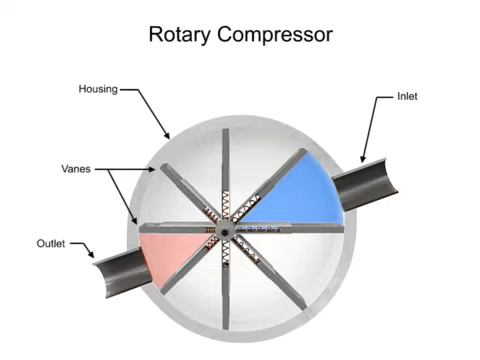 Rotary Compressor
Housing
Inlet
Vanes
Outlet